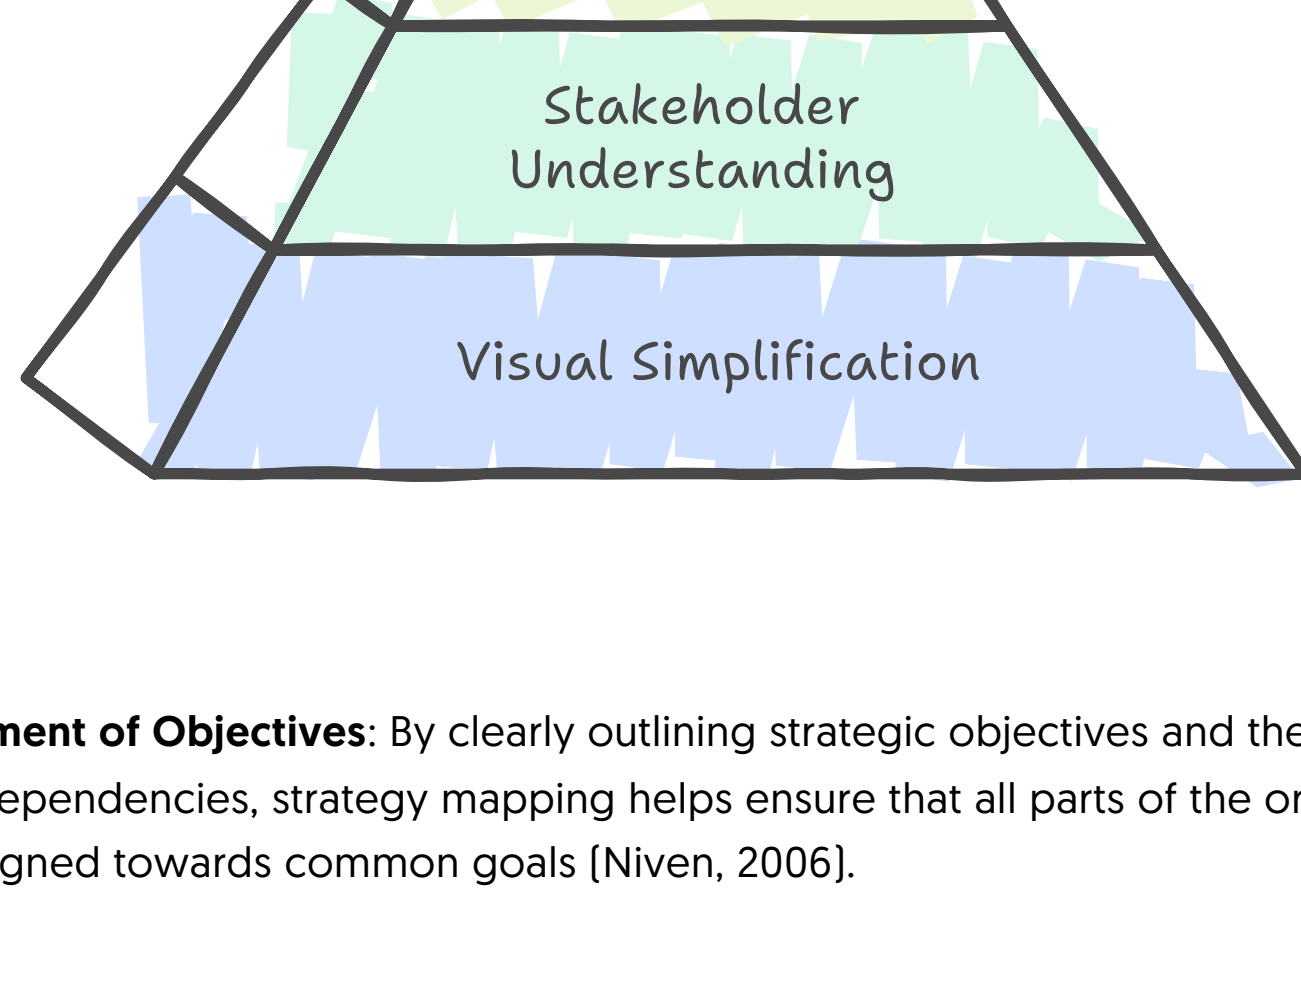 Stakeholder
Understanding
Visual Simplification
ment of Objectives: By clearly outlining strategic objectives and the
ependencies, strategy mapping helps ensure that all parts of the or
gned towards common goals (Niven, 2006).